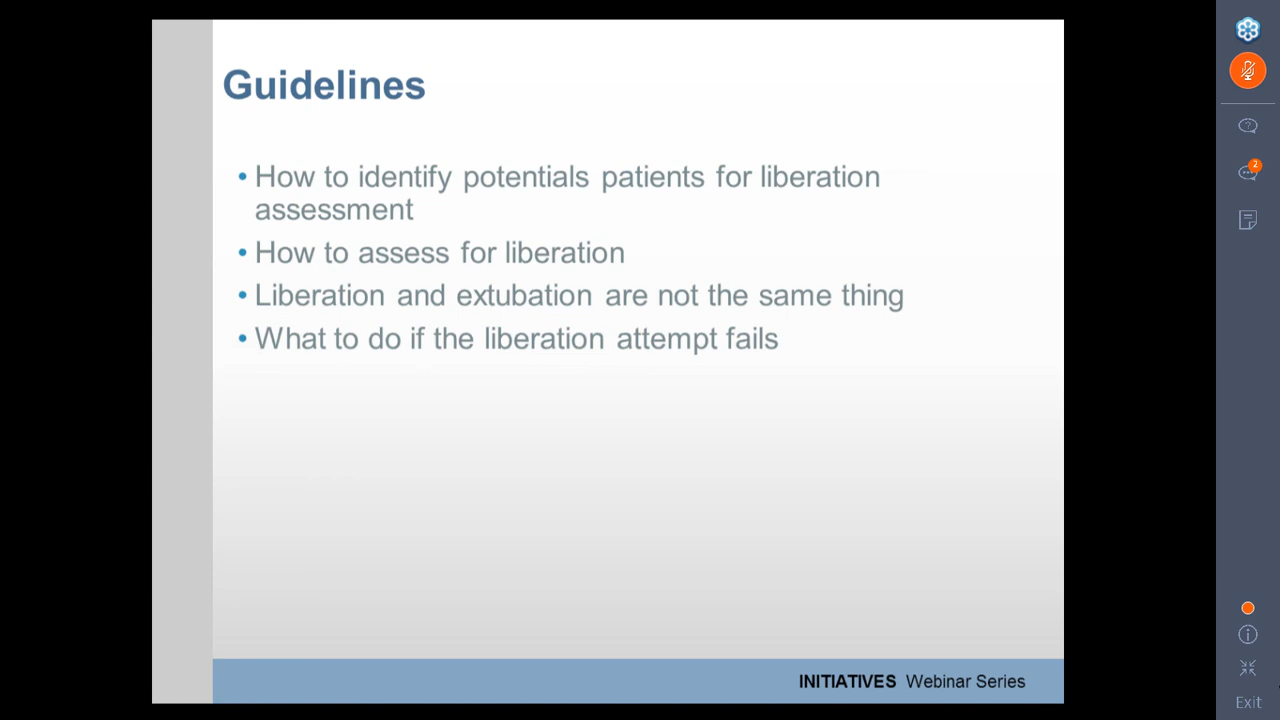 Guidelines
• How to identify potentials patients for liberation
assessment
• How to assess for liberation
• Liberation and extubation are not the same thing
• What to do if the liberation attempt fails
INITIATIVES Webinar Series
?
2
i
Exit